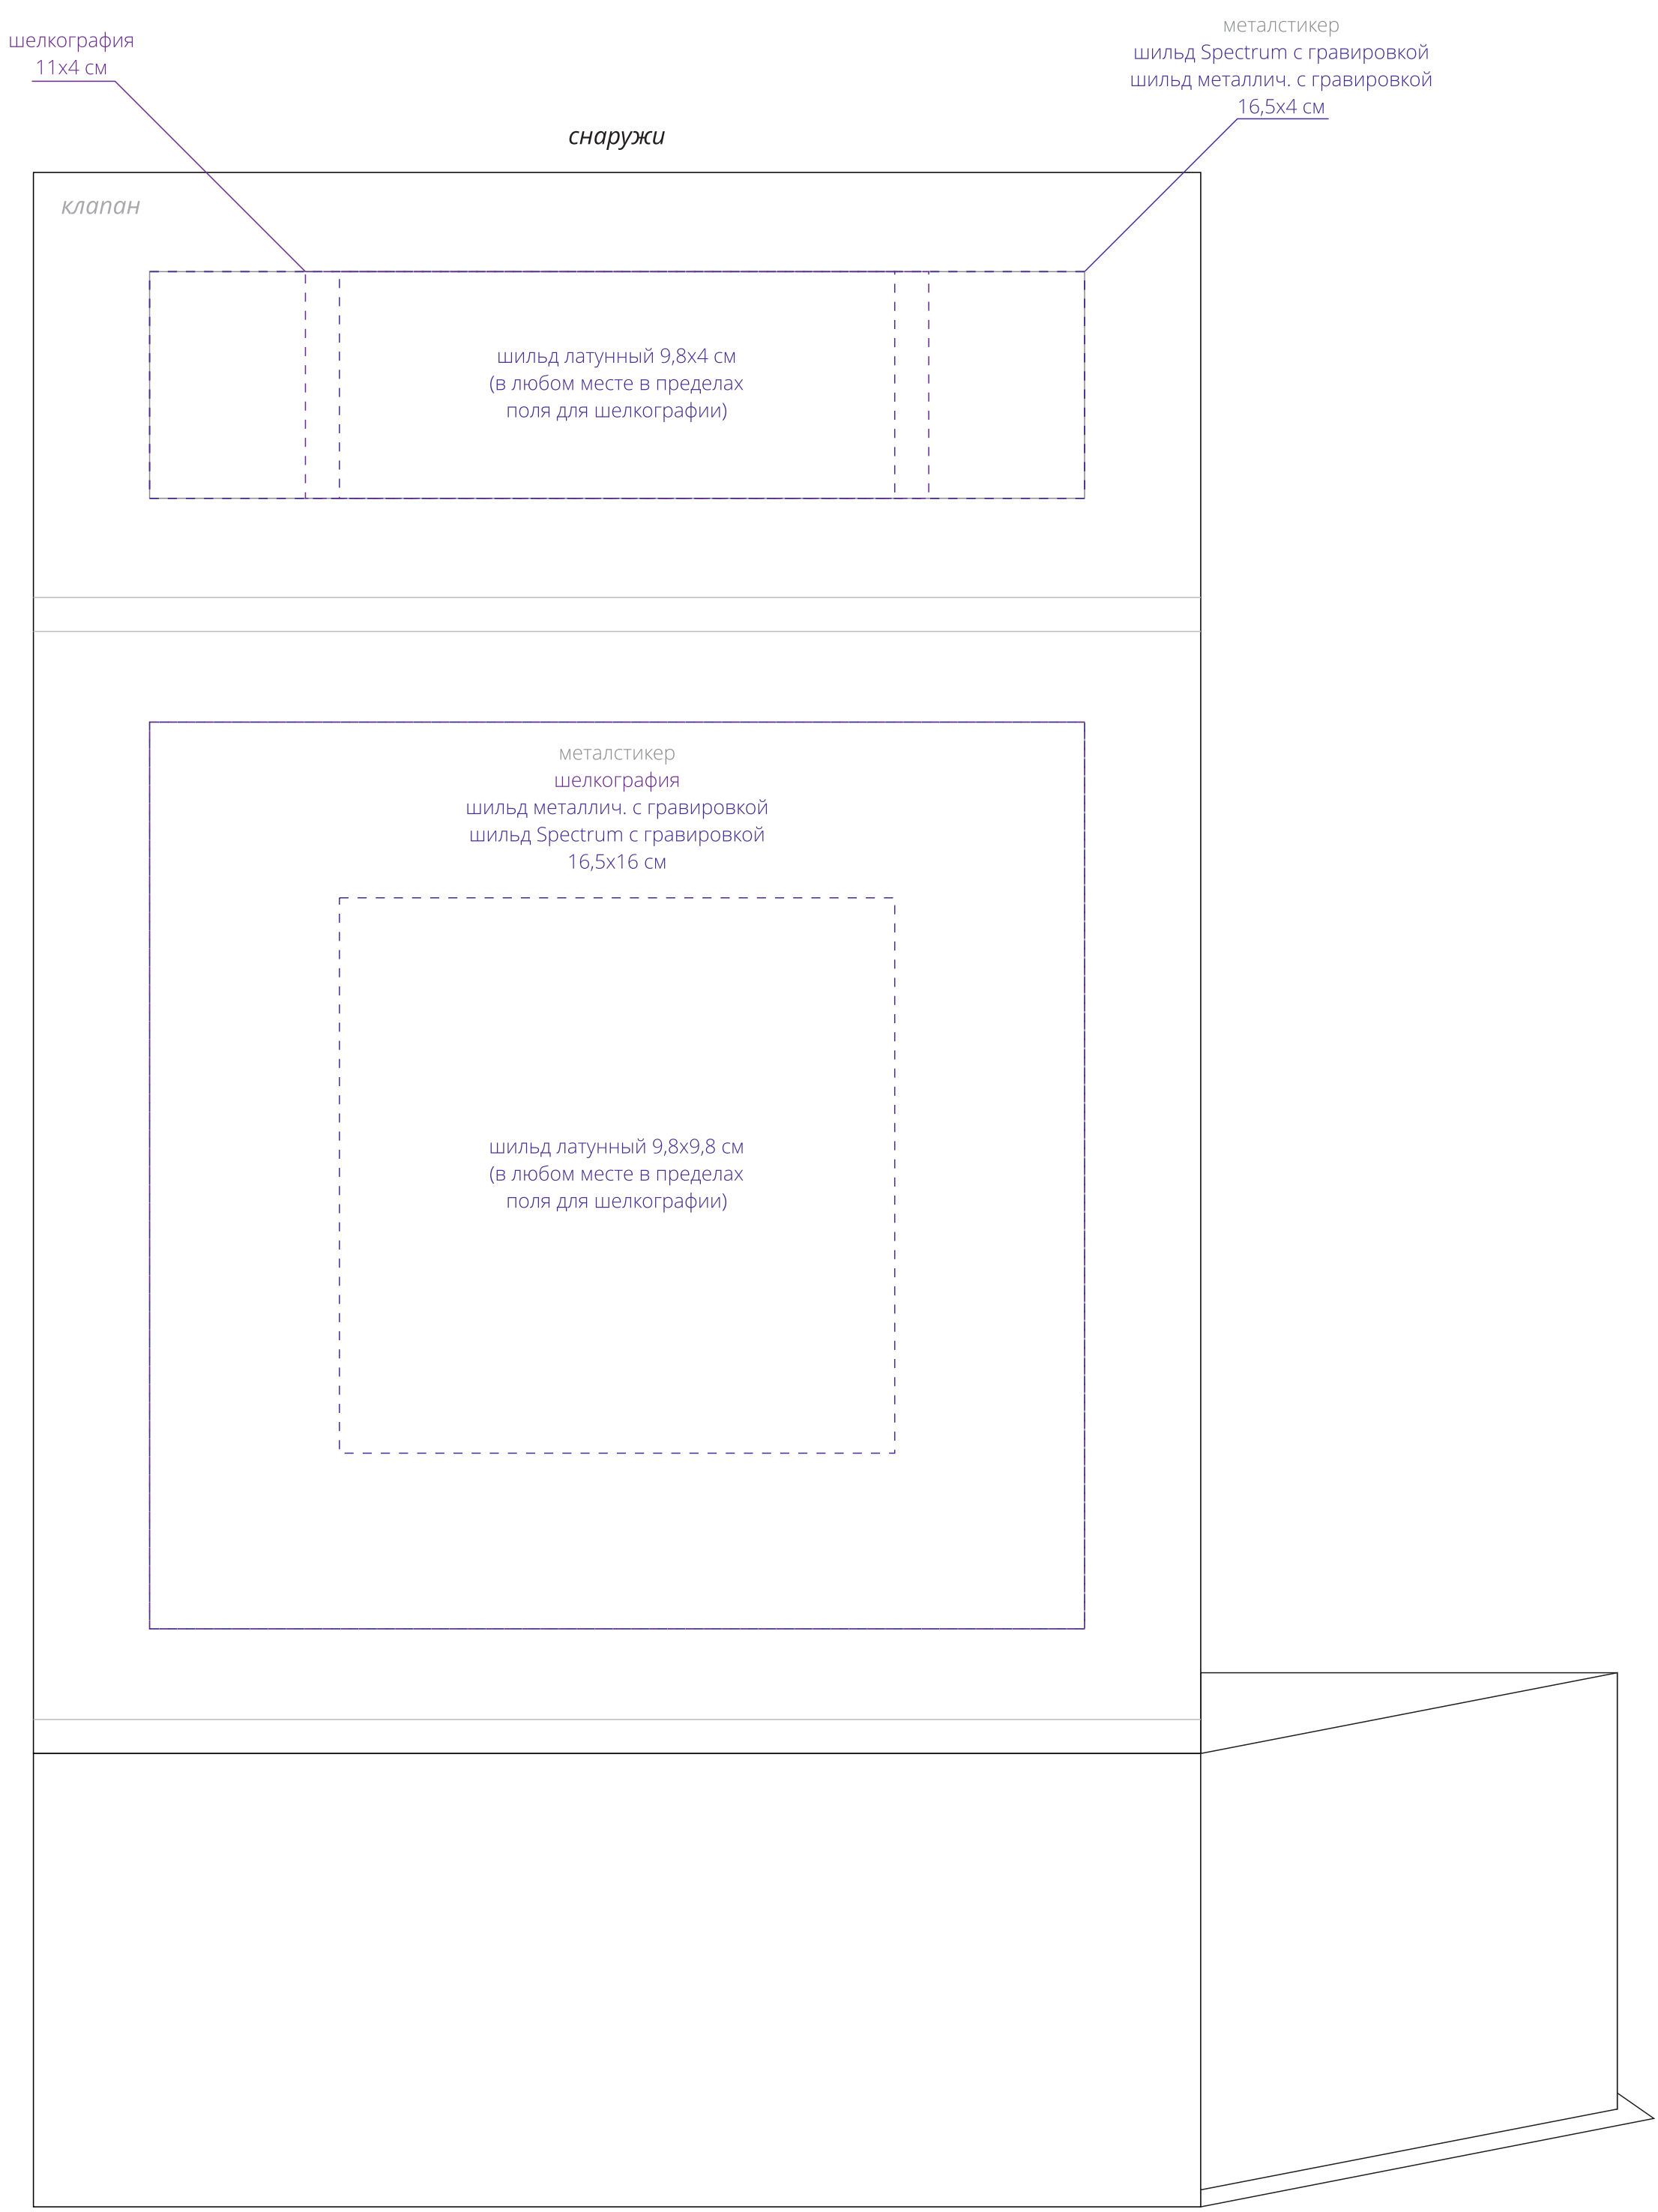 шелкография
11х4 см
металстикер
шильд Spectrum с гравировкой
шильд металлич. с гравировкой
16,5х4 см
снаружи
клапан
шильд латунный 9,8х4 см
(в любом месте в пределах
поля для шелкографии)
металстикер
шелкография
шильд металлич. с гравировкой
шильд Spectrum с гравировкой
16,5х16 см
шильд латунный 9,8х9,8 см
(в любом месте в пределах
поля для шелкографии)